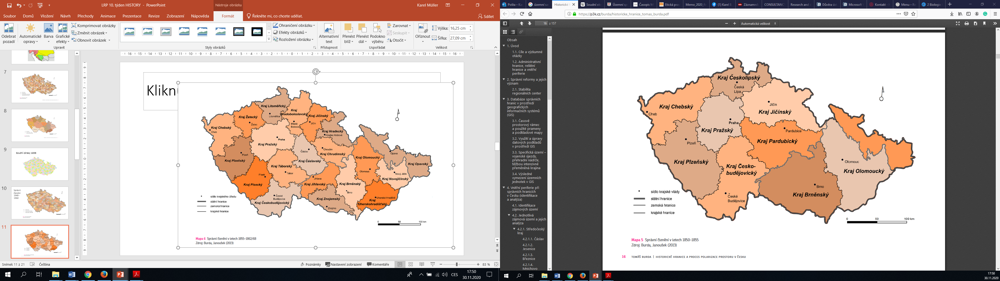 LRP 10. týden HISTORY - PowerPoint
Nástroje obrázku
Karel Müller
Soubor Domů Vložení Návrh Přechody Animace Prezentace Revize Zobrazení Nápověda Formát Řekněte mi, co chcete udělat. Sdílet
Odebrat pozadí
Automatické opravy
Barva
Grafické efekty
Komprimovat obrázky
Změnit obrázek
Obnovit obrázek
Upravit
Styly obrázků
Ohraničení obrázku
Efekty obrázků
Rozložení obrázku
Alternativní text
Přístupnost
Přenést blíž
Přenést dál
Podokno výběru
Zarovnat
Seskupit
Otočit
Uspořádat
Oříznout
Výška: 16,25 cm
Šířka: 27,09 cm
Velikost
7
8
9
Soudní okresy 1938
10
Správní
členění
1949 -
1960
11
Klikn
Kraj Litoměřický
Litoměřice
Kraj Mladoboleslavský
Mladá Boleslav
Kraj Jičínský
Jičín
Kraj Žatecký
Žatec
Kraj Chebský
Cheb
Kraj Hradecký
Hradec Králové
Praha
Kraj Pražský
Čáslav
Kraj Čáslavský
Chrudim
Kraj Chrudimský
Plzeň
Kraj Plzeňský
Kraj Táborský
Tábor
Písek
Kraj Písecký
České Budějovice
Kraj Českobudějovický
Jihlava
Kraj Jihlavský
Kraj Znojemský
Znojmo
Kraj Brněnský
Brno
Kraj Olomoucký
Olomouc
Opava
Kraj Opavský
Nový Jičín
Kraj Novojičínský
Uherské Hradiště
Kraj Uherskohradišťský
sídlo krajského úřadu
státní hranice
zemská hranice
krajské hranice
0 50 100 km
Mapa 6 Správní členění v letech 1855–1862/68
Zdroj: Burda, Janoušek (2013)
Snímek 11 z 21 Čeština Poznámky Nastavení zobrazení Komentáře 83 %
CES
17:50
30.11.2020
Historické
https://p3k.cz/burda/historicke_hranice_tomas_burda.pdf
16 z 157
Automatická velikost
Obsah
1. Úvod
1.1. Cíle a výzkumné
otázky
1.2. Administrativní
hranice, reliktní
hranice a vnitřní
periferie
2. Správní reformy a jejich
význam
2.1. Stabilita
regionálních center
3. Databáze správních
hranic v prostředí
geografických
informačních systémů
(GIS)
3.1. Časové
prostorový rámec
a použité prameny
a podkladové mapy
3.2. Využití a úpravy
datových podkladů
v prostředí GIS
3.3. Specifická území –
vojenské újezdy,
přehradní nádrže,
těžbou intenzivně
přeměněná krajina
3.4. Výsledné
vymezení územních
jednotek v GIS
4. Vnitřní periferie při
správních hranicích
v Česku (identifikace
a analýza)
4.1. Identifikace
zájmových území
4.2. Jednotlivá
zájmová území a jejich
analýza
4.2.1. Středočeský
kraj
4.2.1.1. Čáslav
4.2.1.2.
Jesenice
4.2.1.3.
Březnice
4.2.1.4.
Mnichovo
Kraj Českolipský
Česká
Lípa
Kraj Chebský
Cheb
Jičín
Kraj Jičínský
Praha
Kraj Pražský
Pardubice
Kraj Pardubický
Plzeň
Kraj Plzeňský
Kraj Česko-
budějovický
České
Budějovice
Olomouc
Kraj Olomoucký
Brno
Kraj Brněnský
sídlo krajské vlády
státní hranice
zemská hranice
krajské hranice
0 50 100 km
Mapa 5 Správní členění v letech 1850–1855
Zdroj: Burda, Janoušek (2013)
16 TOMÁŠ BURDA | HISTORICKÉ HRANICE A PROCES POLARIZACE PROSTORU V ČESKU
17:50
30.11.2020